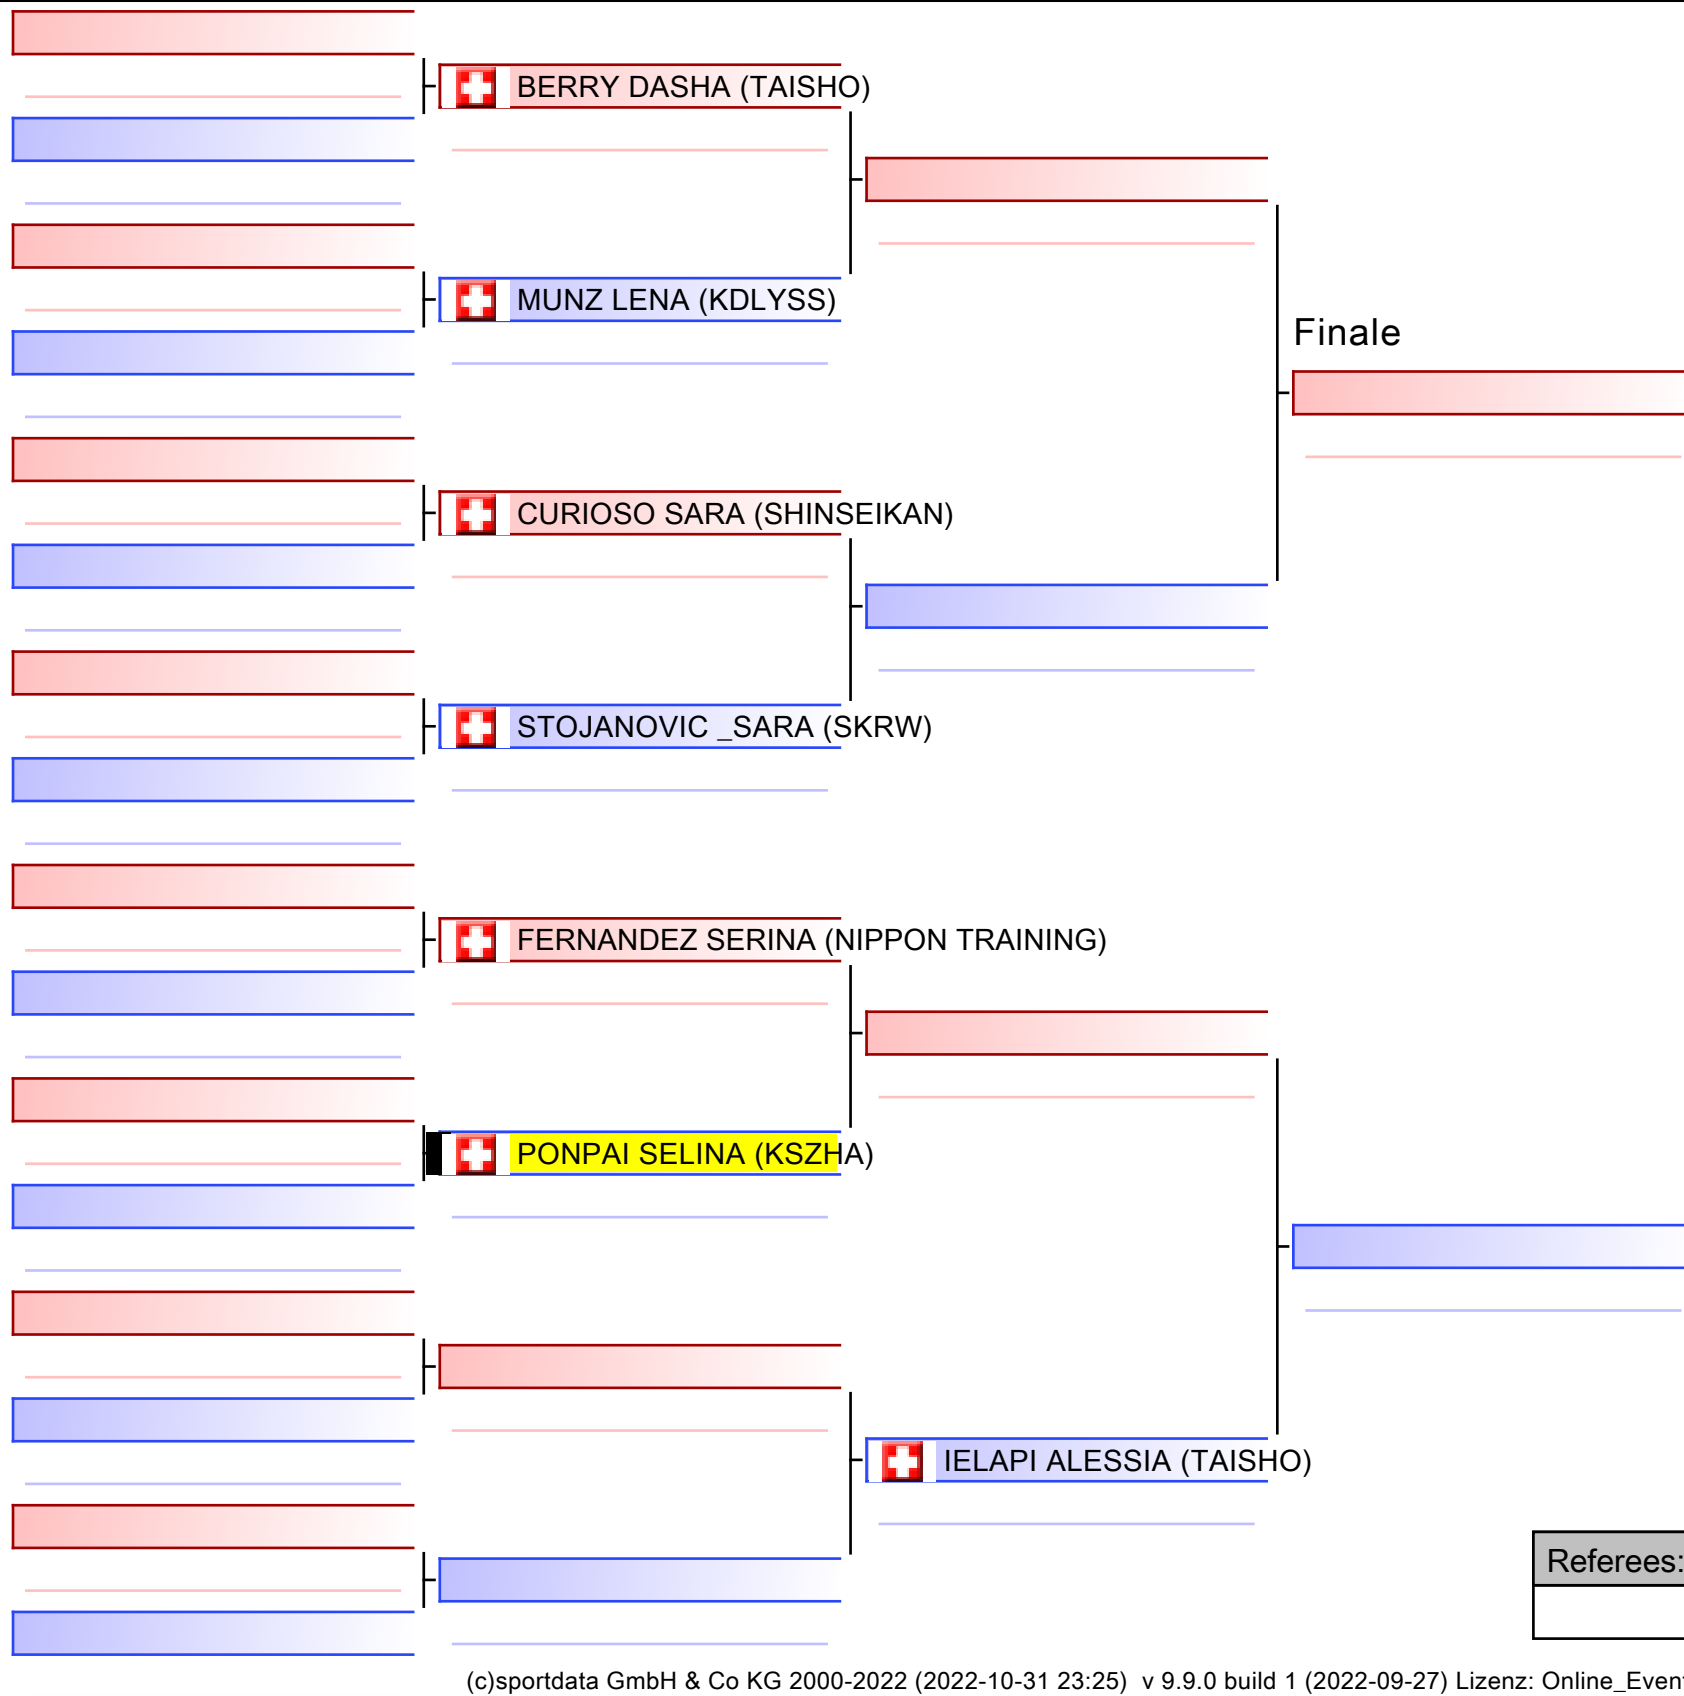 BERRY DASHA (TAISHO)
MUNZ LENA (KDLYSS)
Finale
CURIOSO SARA (SHINSEIKAN)
STOJANOVIC _SARA (SKRW)
FERNANDEZ SERINA (NIPPON TRAINING)
PONPAI SELINA (KSZHA)
IELAPI ALESSIA (TAISHO)
Referees:
(c)sportdata GmbH & Co KG 2000-2022 (2022-10-31 23:25) v 9.9.0 build 1 (2022-09-27) Lizenz: Online_Event